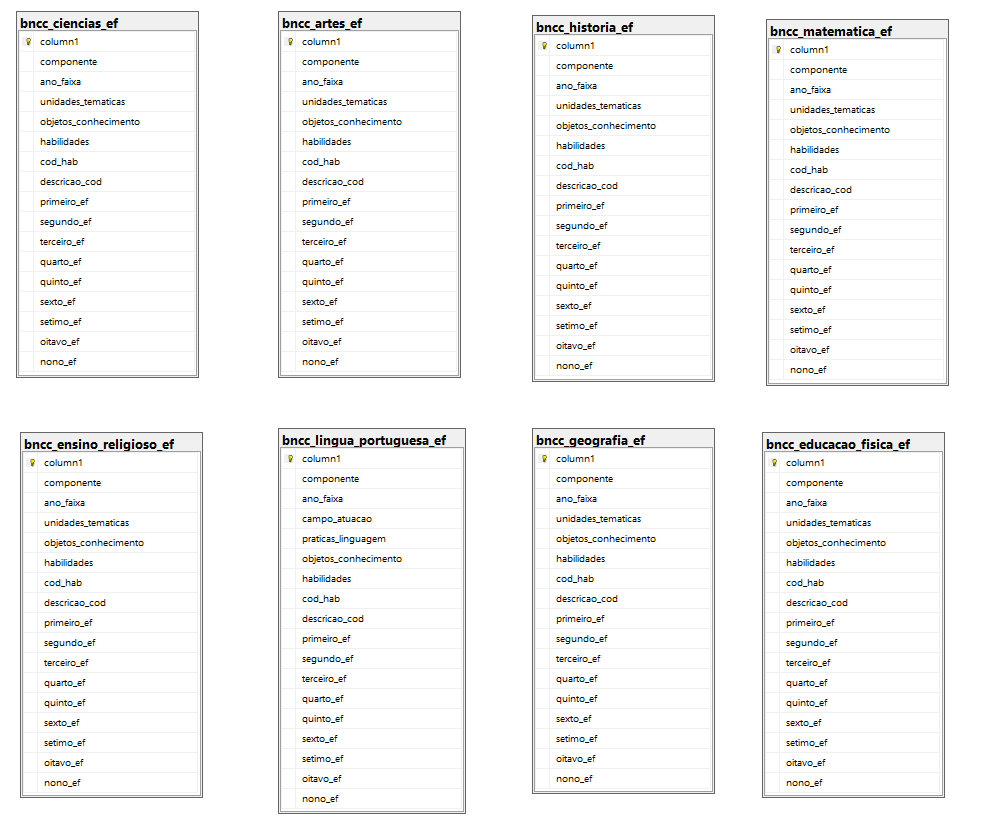 bncc_ciencias_ef
column1
componente
ano_faixa
unidades_tematicas
objetos_conhecimento
habilidades
cod_hab
descricao_cod
primeiro_ef
segundo_ef
terceiro_ef
quarto_ef
quinto_ef
sexto_ef
setimo_ef
oitavo_ef
nono_ef
bncc_artes_ef
column1
componente
ano_faixa
unidades_tematicas
objetos_conhecimento
habilidades
cod_hab
descricao_cod
primeiro_ef
segundo_ef
terceiro_ef
quarto_ef
quinto_ef
sexto_ef
setimo_ef
oitavo_ef
nono_ef
bncc_historia_ef
column1
componente
ano_faixa
unidades_tematicas
objetos_conhecimento
habilidades
cod_hab
descricao_cod
primeiro_ef
segundo_ef
terceiro_ef
quarto_ef
quinto_ef
sexto_ef
setimo_ef
oitavo_ef
nono_ef
bncc_matematica_ef
column1
componente
ano_faixa
unidades_tematicas
objetos_conhecimento
habilidades
cod_hab
descricao_cod
primeiro_ef
segundo_ef
terceiro_ef
quarto_ef
quinto_ef
sexto_ef
setimo_ef
oitavo_ef
nono_ef
bncc_ensino_religioso_ef
column1
componente
ano_faixa
unidades_tematicas
objetos_conhecimento
habilidades
cod_hab
descricao_cod
primeiro_ef
segundo_ef
terceiro_ef
quarto_ef
quinto_ef
sexto_ef
setimo_ef
oitavo_ef
nono_ef
bncc_lingua_portuguesa_ef
column1
componente
ano_faixa
campo_atuacao
praticas_linguagem
objetos_conhecimento
habilidades
cod_hab
descricao_cod
primeiro_ef
segundo_ef
terceiro_ef
quarto_ef
quinto_ef
sexto_ef
setimo_ef
oitavo_ef
nono_ef
bncc_geografia_ef
column1
componente
ano_faixa
unidades_tematicas
objetos_conhecimento
habilidades
cod_hab
descricao_cod
primeiro_ef
segundo_ef
terceiro_ef
quarto_ef
quinto_ef
sexto_ef
setimo_ef
oitavo_ef
nono_ef
bncc_educacao_fisica_ef
column1
componente
ano_faixa
unidades_tematicas
objetos_conhecimento
habilidades
cod_hab
descricao_cod
primeiro_ef
segundo_ef
terceiro_ef
quarto_ef
quinto_ef
sexto_ef
setimo_ef
oitavo_ef
nono_ef